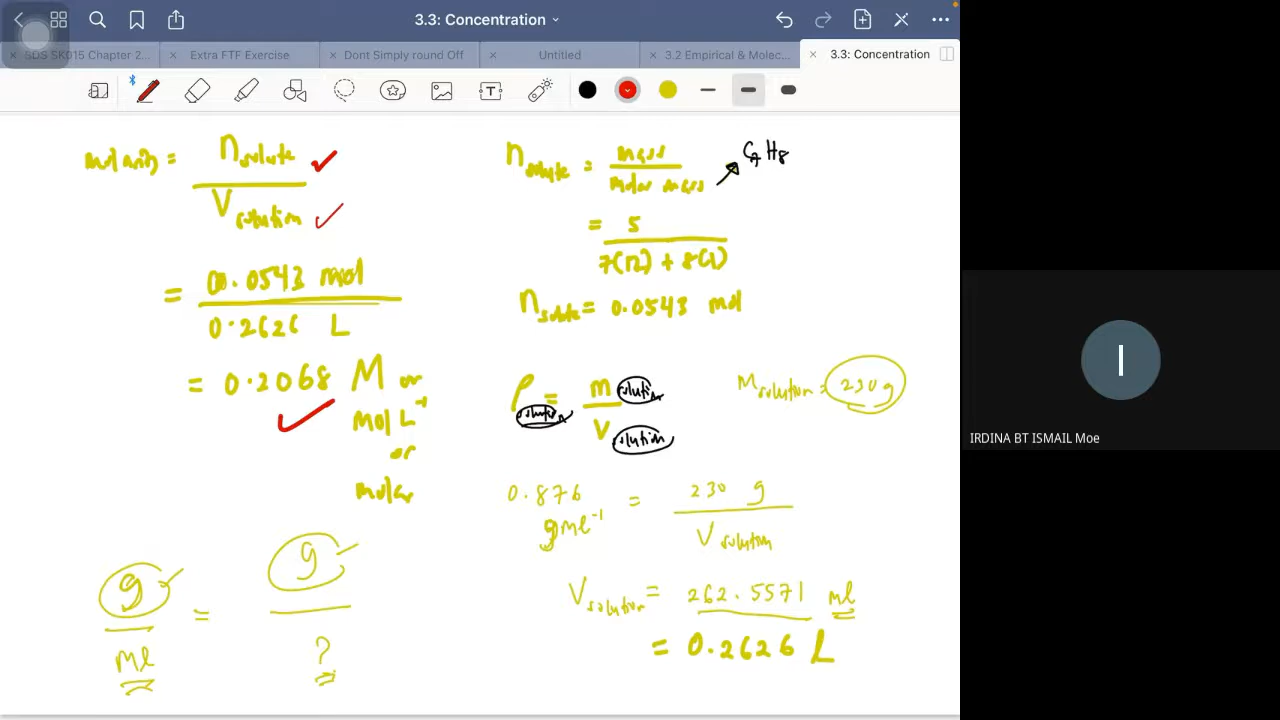 3.3: Concentration
SDS SK015 Chapter 2...
Extra FTF Exercise
Dont Simply round Off
Untitled
3.2 Empirical & Molec...
3.3: Concentration
molarity = n solute
V solution
= 0.0543 mol
0.2626 L
= 0.2068 M or
mol L⁻¹
or
molar
g = g
ml ?
n solute = mass
molar mass
C7 H8
= 5
7(12) + 8(1)
n solute = 0.0543 mol
ρ solution = m solution
V solution
M solution = 230 g
0.876 = 230 g
g ml⁻¹ V solution
V solution = 262.5571 ml
= 0.2626 L
I
IRDINA BT ISMAIL Moe